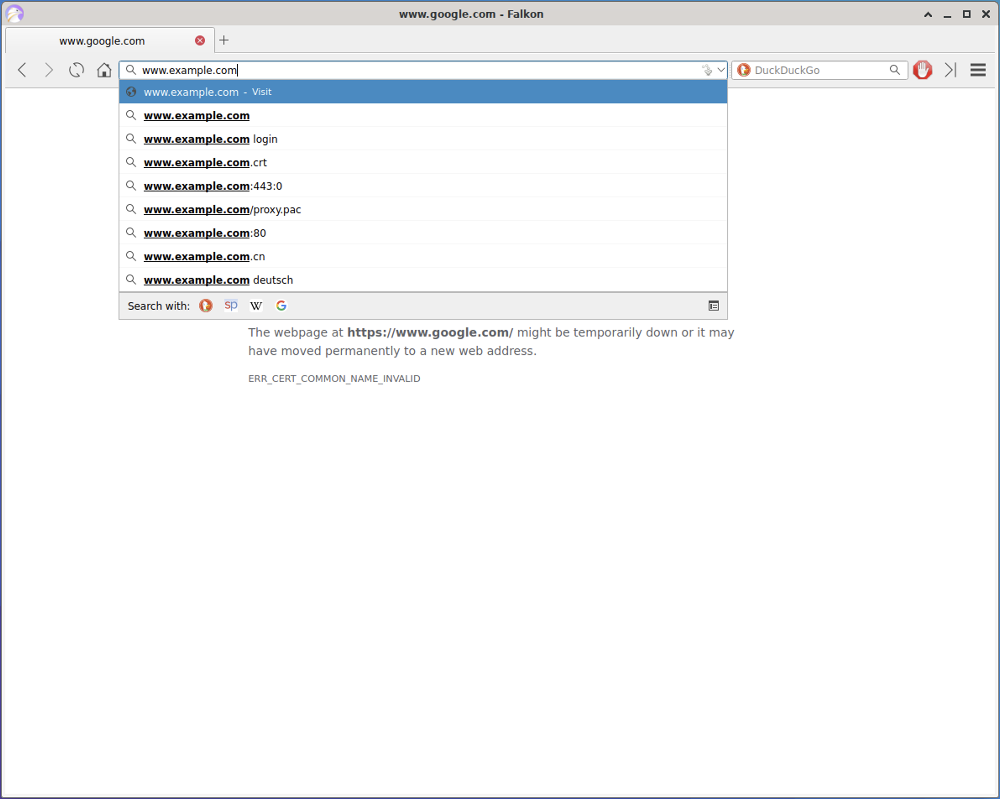 www.google.com - Falkon
www.google.com
www.example.com
DuckDuckGo
www.example.com - Visit
www.example.com
www.example.com login
www.example.com.crt
www.example.com:443:0
www.example.com/proxy.pac
www.example.com:80
www.example.com.cn
www.example.com deutsch
Search with: sp W G
The webpage at https://www.google.com/ might be temporarily down or it may
have moved permanently to a new web address.
ERR_CERT_COMMON_NAME_INVALID